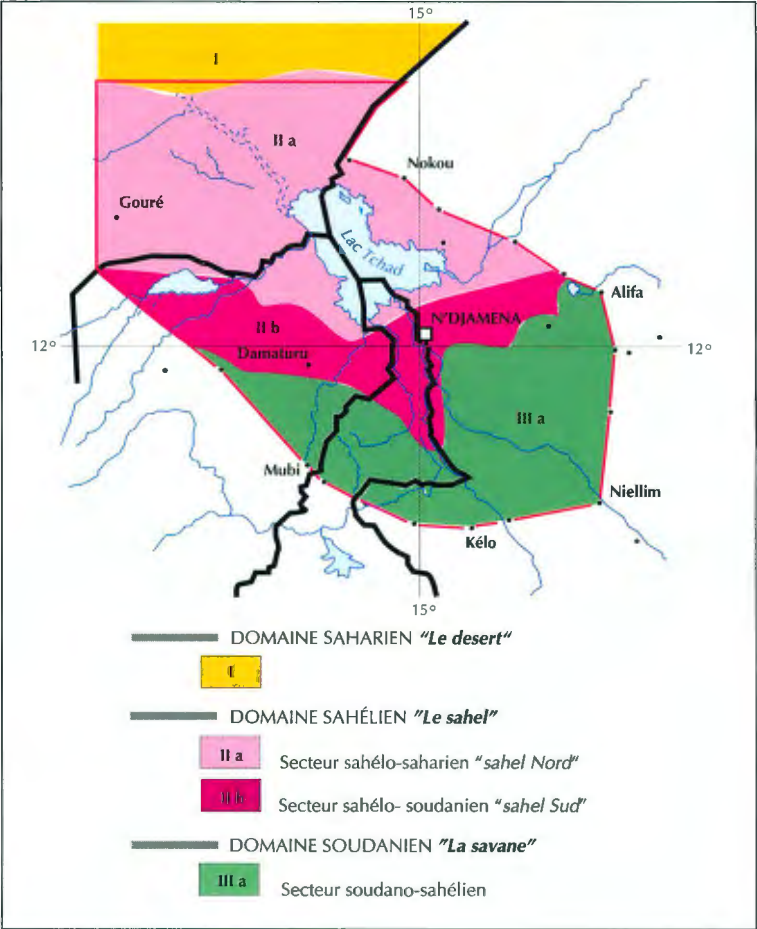 15°
I
II a
Nokou
Gouré
Lac Tchad
Alifa
N'DJAMENA
II b
12°
12°
Damaturu
III a
Mubi
Niellim
Kélo
15°
DOMAINE SAHARIEN "Le desert"
I
DOMAINE SAHÉLIEN "Le sahel"
II a
Secteur sahélo-saharien "sahel Nord"
II b
Secteur sahélo- soudanien "sahel Sud"
DOMAINE SOUDANIEN "La savane"
III a
Secteur soudano-sahélien